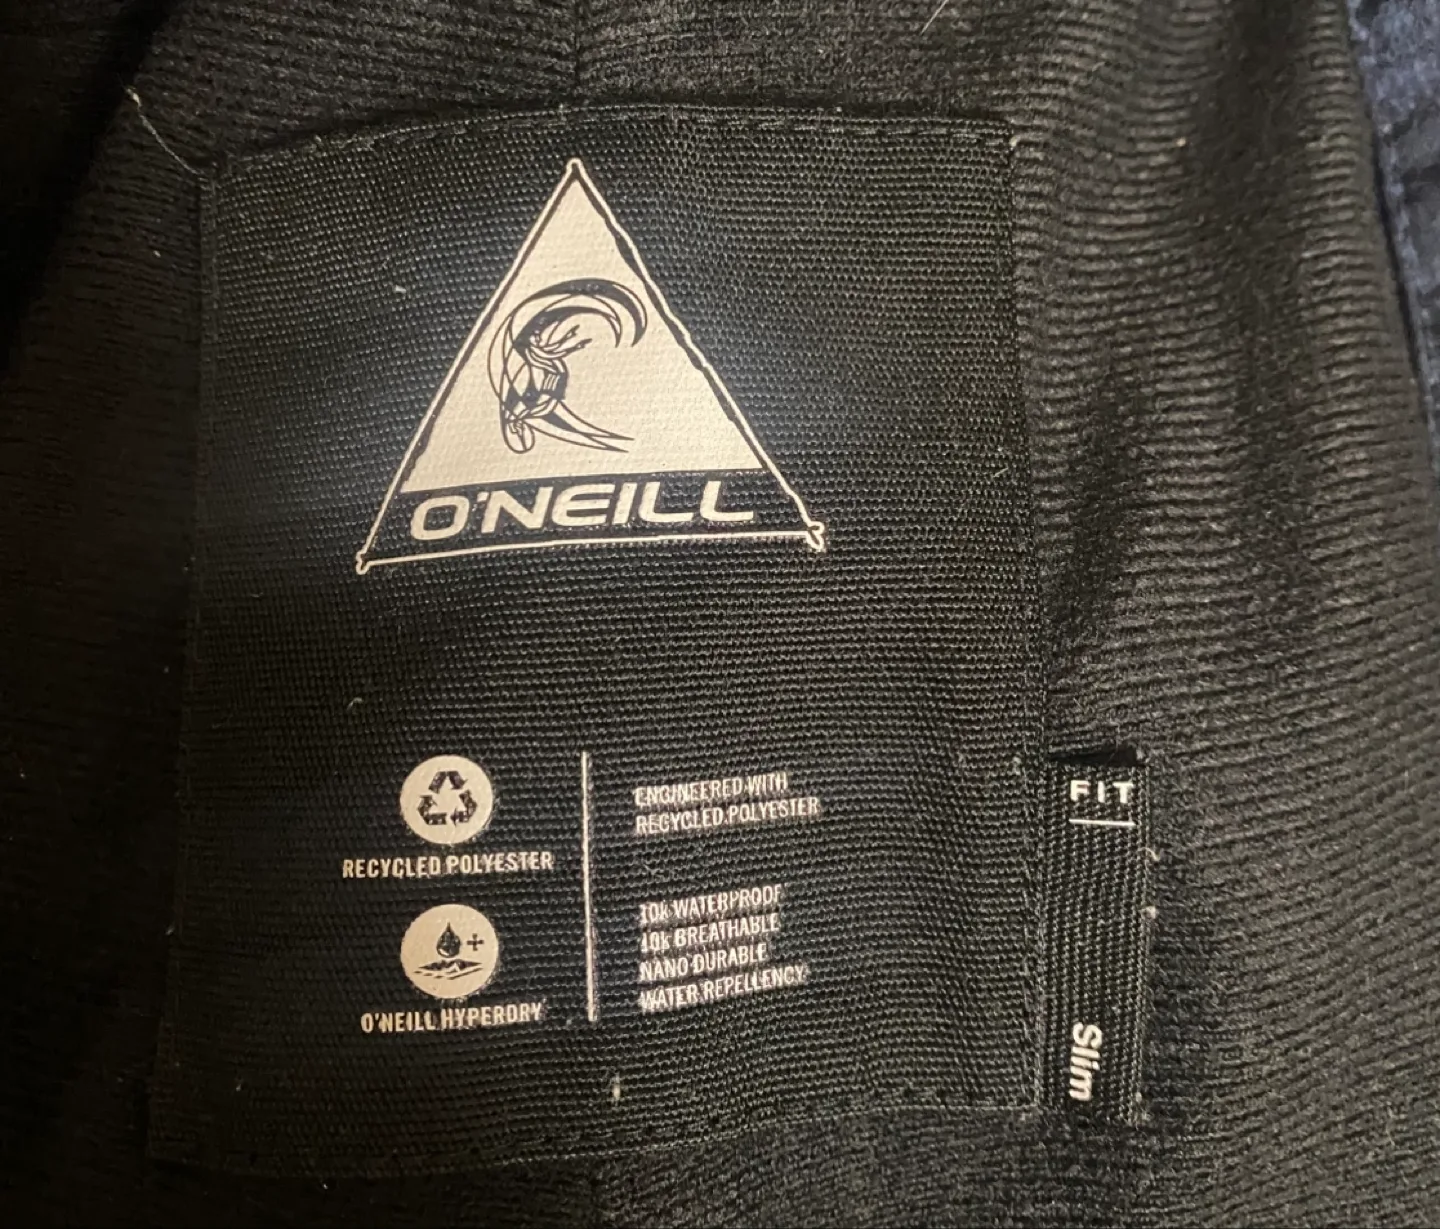 O'NEILL
RECYCLED POLYESTER
ENGINEERED WITH
RECYCLED POLYESTER
O'NEILL HYPERDRY
10k WATERPROOF
10k BREATHABLE
NANO DURABLE
WATER REPELLENCY
FIT
Slim